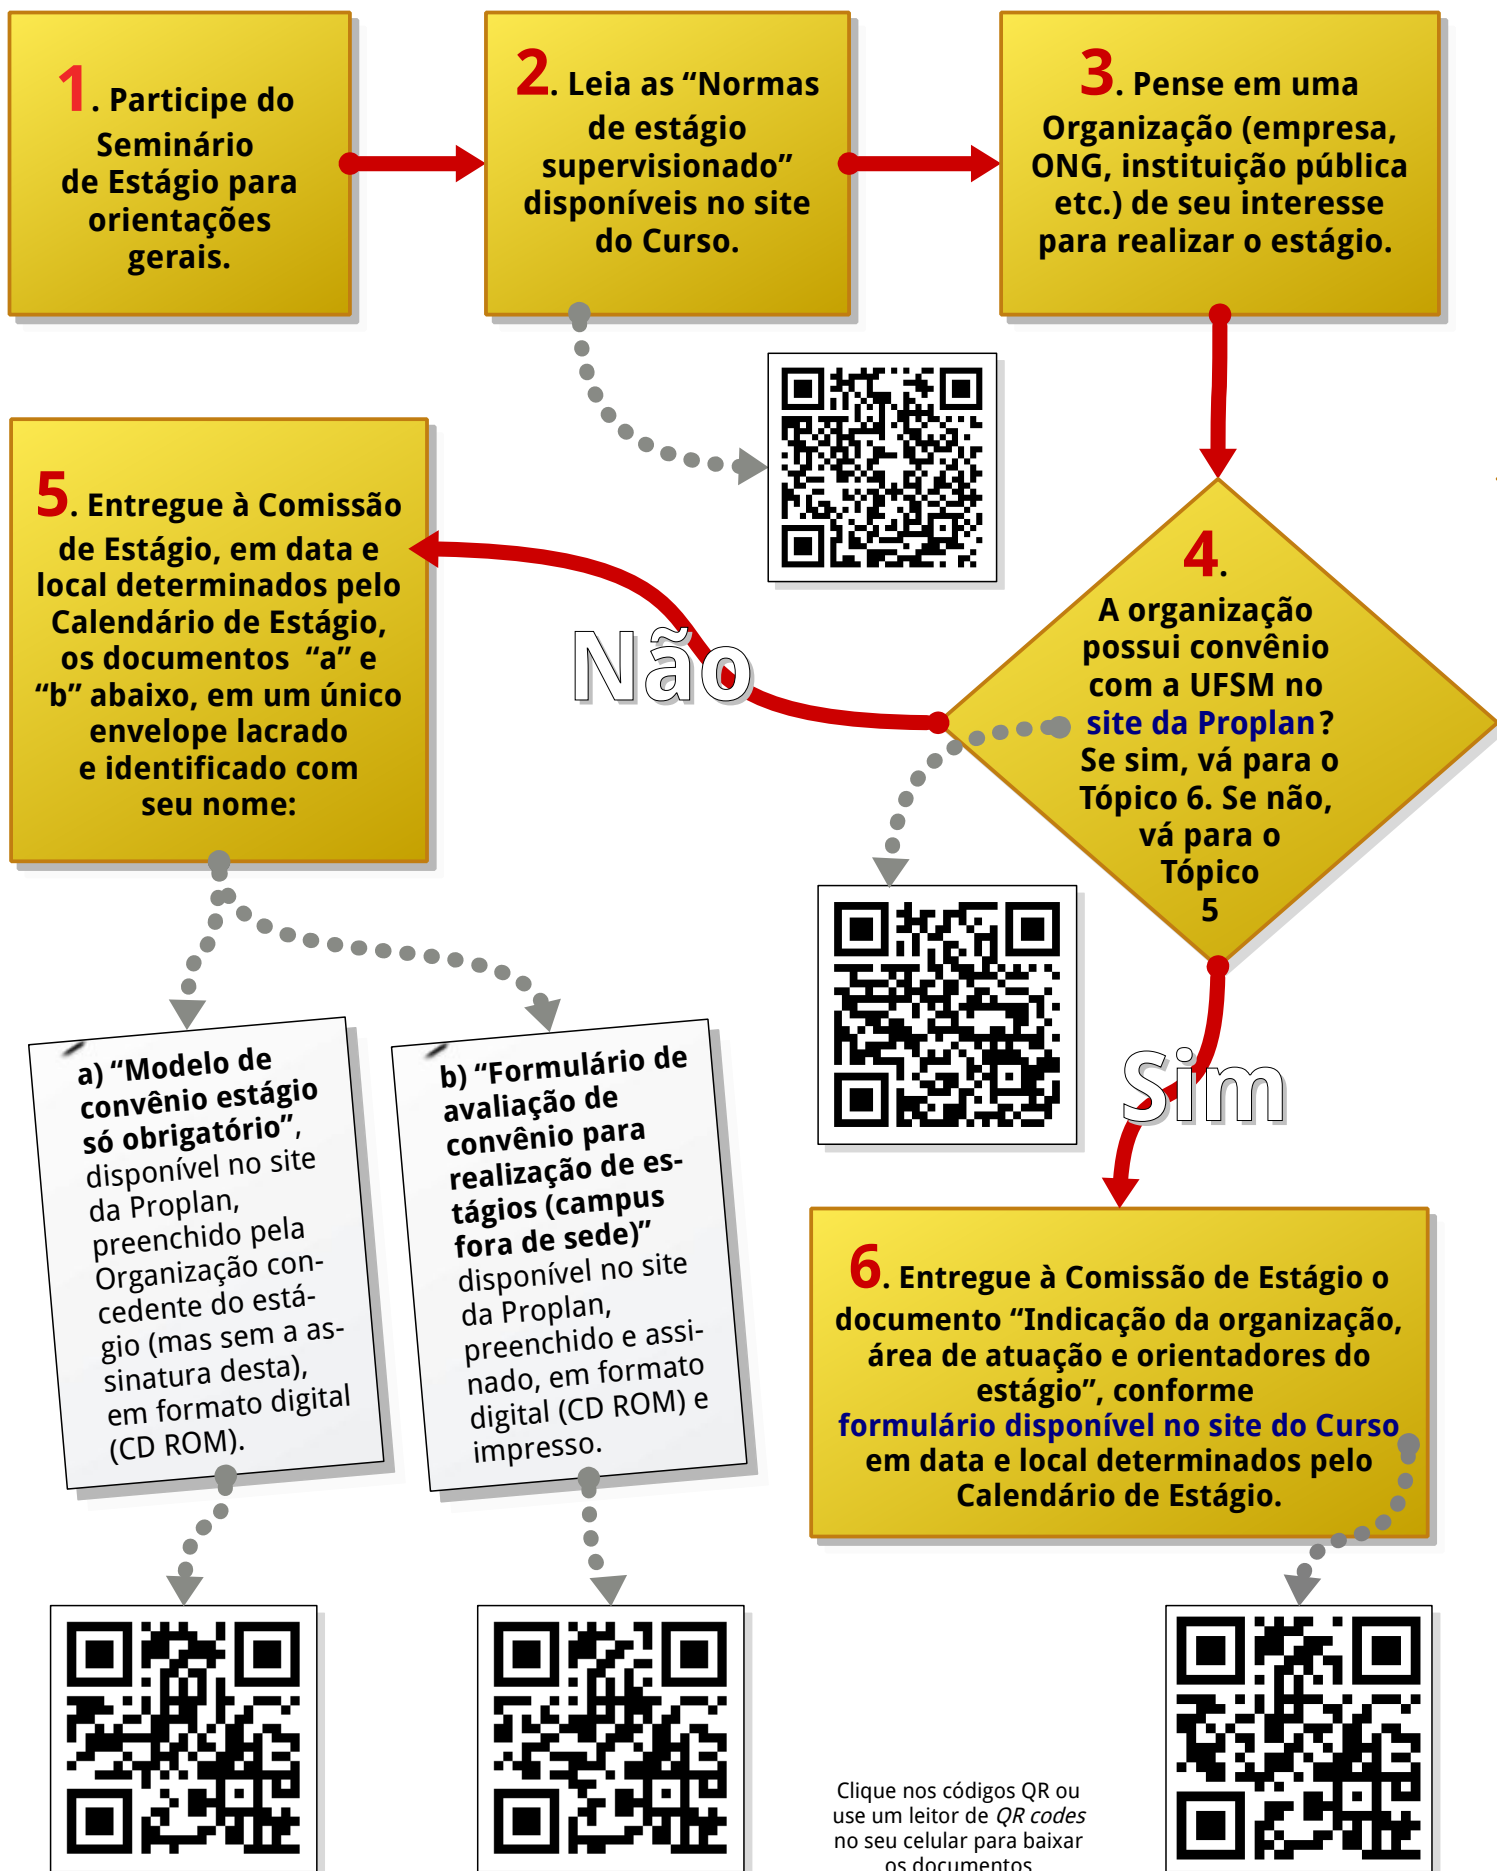 1. Participe do
Seminário
de Estágio para
orientações
gerais.
2. Leia as “Normas
de estágio
supervisionado”
disponíveis no site
do Curso.
3. Pense em uma
Organização (empresa,
ONG, instituição pública
etc.) de seu interesse
para realizar o estágio.
4.
A organização
possui convênio
com a UFSM no
site da Proplan?
Se sim, vá para o
Tópico 6. Se não,
vá para o
Tópico
5
Não
5. Entregue à Comissão
de Estágio, em data e
local determinados pelo
Calendário de Estágio,
os documentos “a” e
“b” abaixo, em um único
envelope lacrado
e identificado com
seu nome:
a) “Modelo de
convênio estágio
só obrigatório”,
disponível no site
da Proplan,
preenchido pela
Organização con-
cedente do está-
gio (mas sem a as-
sinatura desta),
em formato digital
(CD ROM).
b) “Formulário de
avaliação de
convênio para
realização de es-
tágios (campus
fora de sede)”
disponível no site
da Proplan,
preenchido e assi-
nado, em formato
digital (CD ROM) e
impresso.
Sim
6. Entregue à Comissão de Estágio o
documento “Indicação da organização,
área de atuação e orientadores do
estágio”, conforme
formulário disponível no site do Curso
em data e local determinados pelo
Calendário de Estágio.
Clique nos códigos QR ou
use um leitor de QR codes
no seu celular para baixar
os documentos